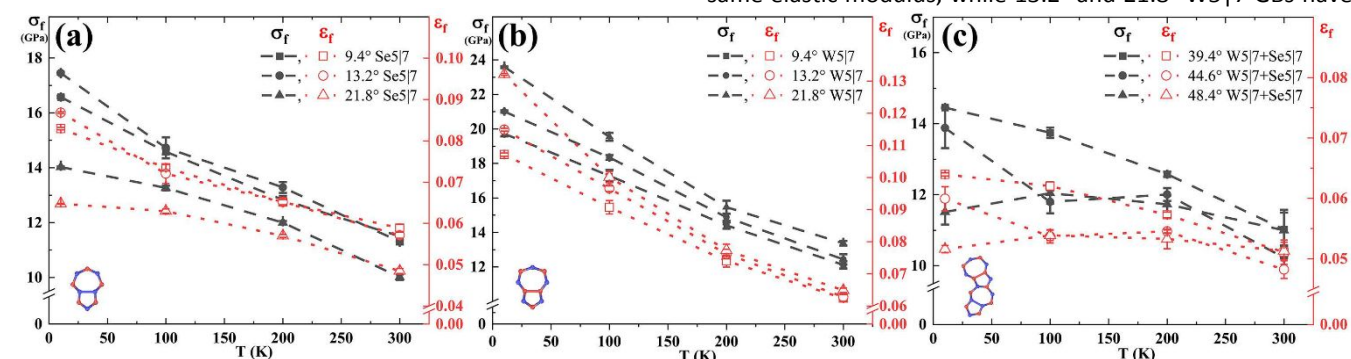 same elastic modulus, while 13.2° and 21.8° W5|7 GBs have
σf
(GPa)
(a)
σf εf
9.4° Se5|7
13.2° Se5|7
21.8° Se5|7
εf
18
16
14
12
10
0
0.10
0.09
0.08
0.07
0.06
0.05
0.04
0.00
0 50 100 150 200 250 300
T (K)
σf
(GPa)
(b)
σf εf
9.4° W5|7
13.2° W5|7
21.8° W5|7
εf
24
22
20
18
16
14
12
0
0.13
0.12
0.11
0.10
0.09
0.08
0.07
0.06
0.00
0 50 100 150 200 250 300
T (K)
σf
(GPa)
(c)
σf εf
39.4° W5|7+Se5|7
44.6° W5|7+Se5|7
48.4° W5|7+Se5|7
εf
16
14
12
10
0
0.08
0.07
0.06
0.05
0.00
0 50 100 150 200 250 300
T (K)